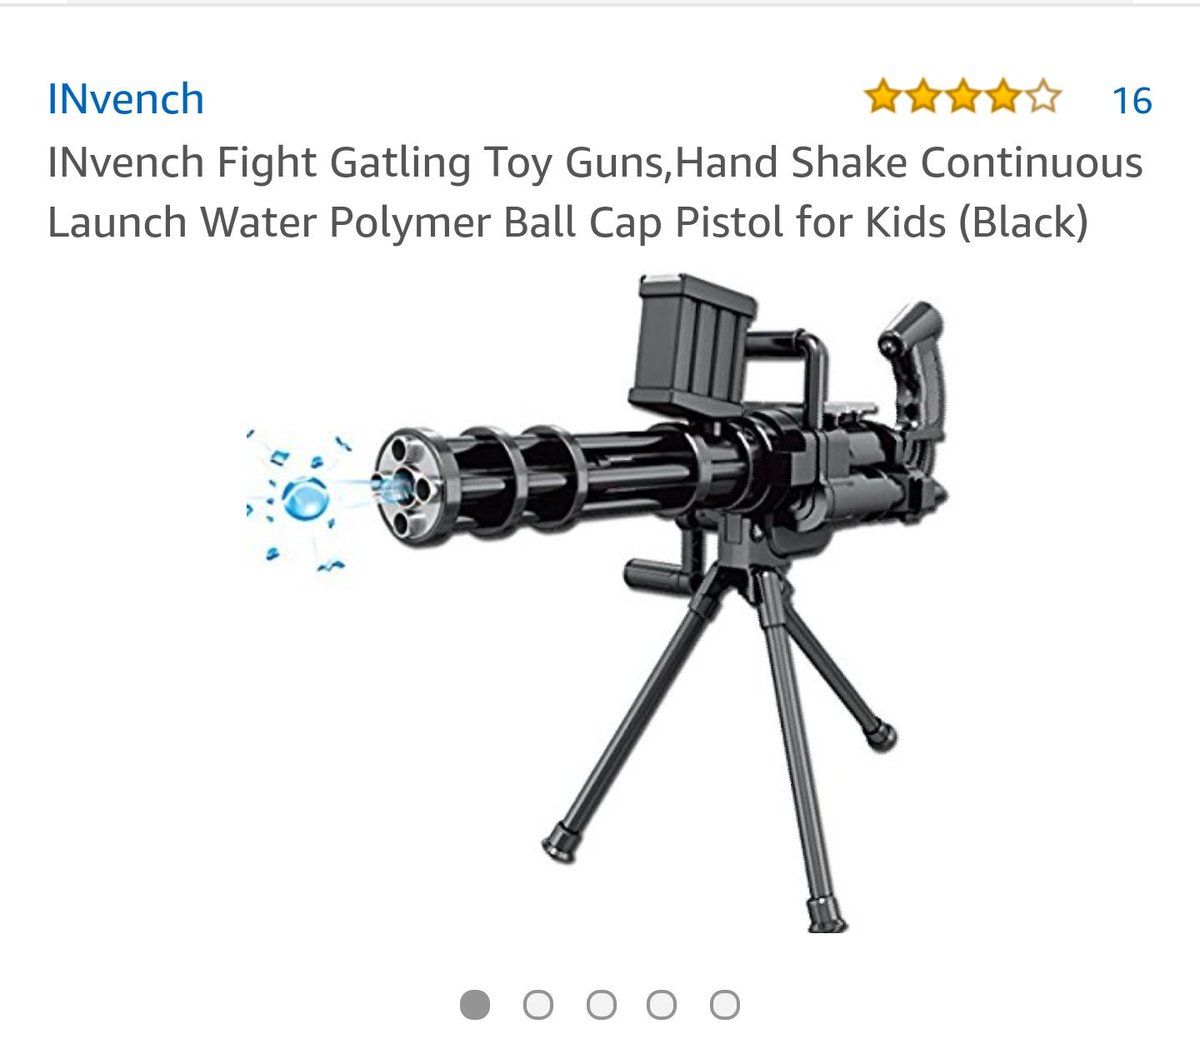 INvench
16
INvench Fight Gatling Toy Guns,Hand Shake Continuous
Launch Water Polymer Ball Cap Pistol for Kids (Black)